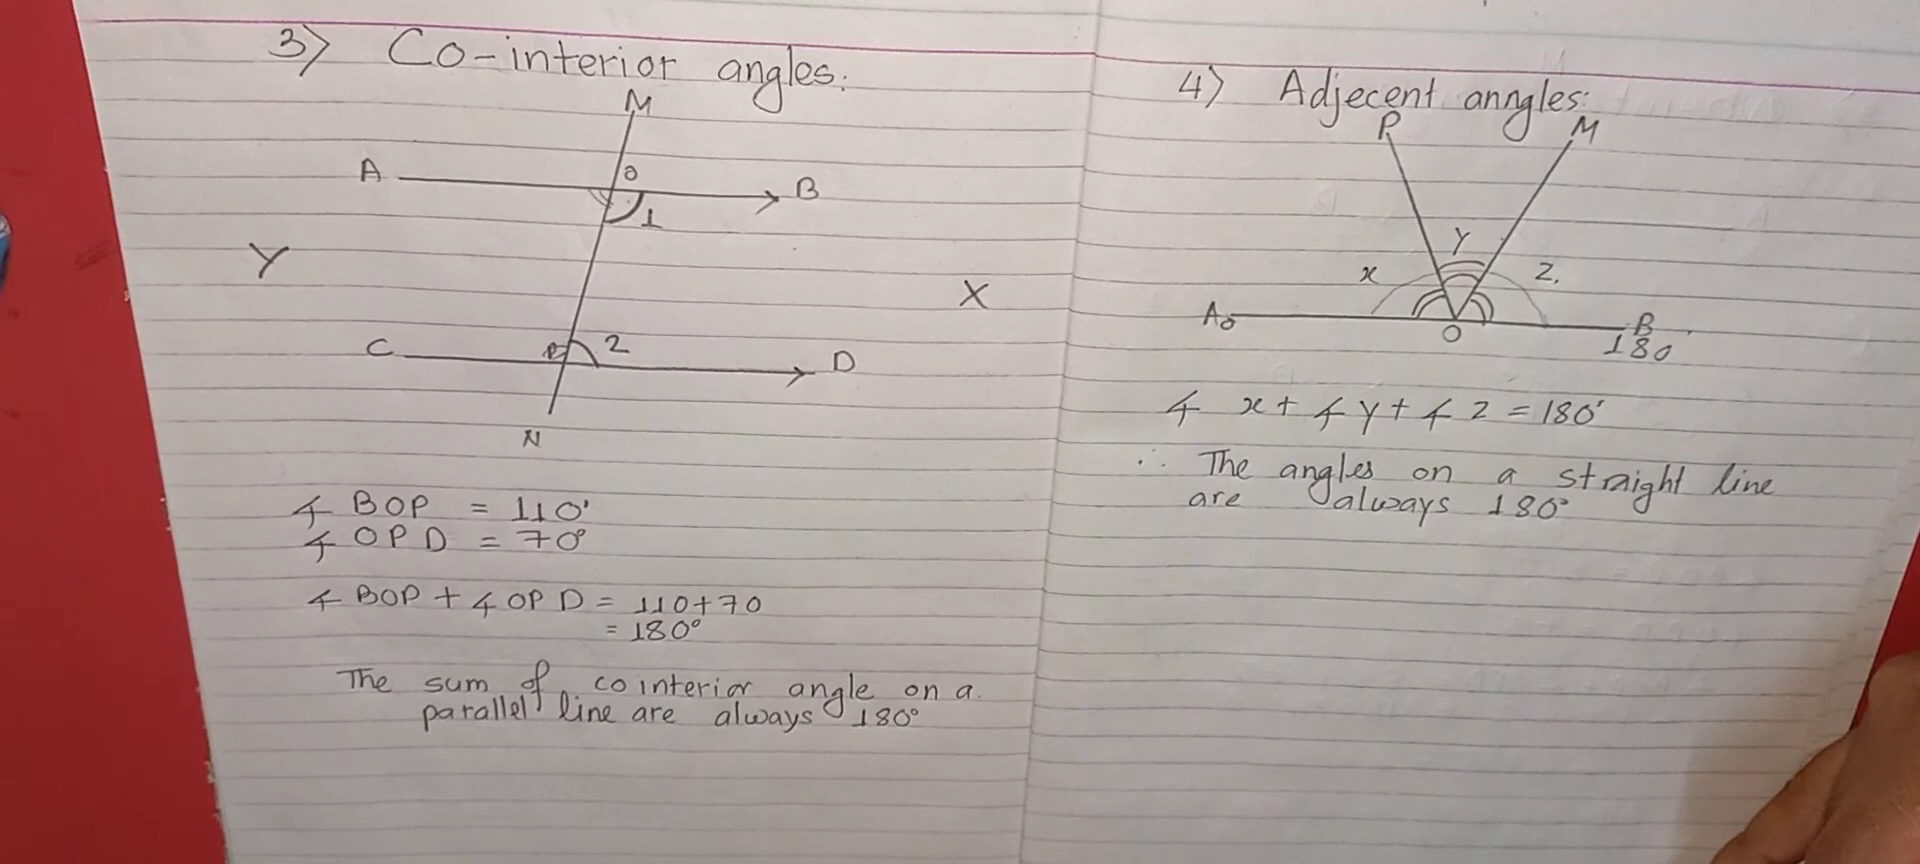 3) Co-interior angles:
M
A
O
B
1
Y
X
C
P
2
D
N
∡ BOP = 110°
∡ OPD = 70°
∡ BOP + ∡ OPD = 110+70
= 180°
The sum of cointerior angle on a.
parallel line are always 180°
4) Adjecent anngles:
P
M
Y
x
Z.
A
O
B
180
∡ x + ∡ y + ∡ z = 180°
∴ The angles on a straight line
are always 180°